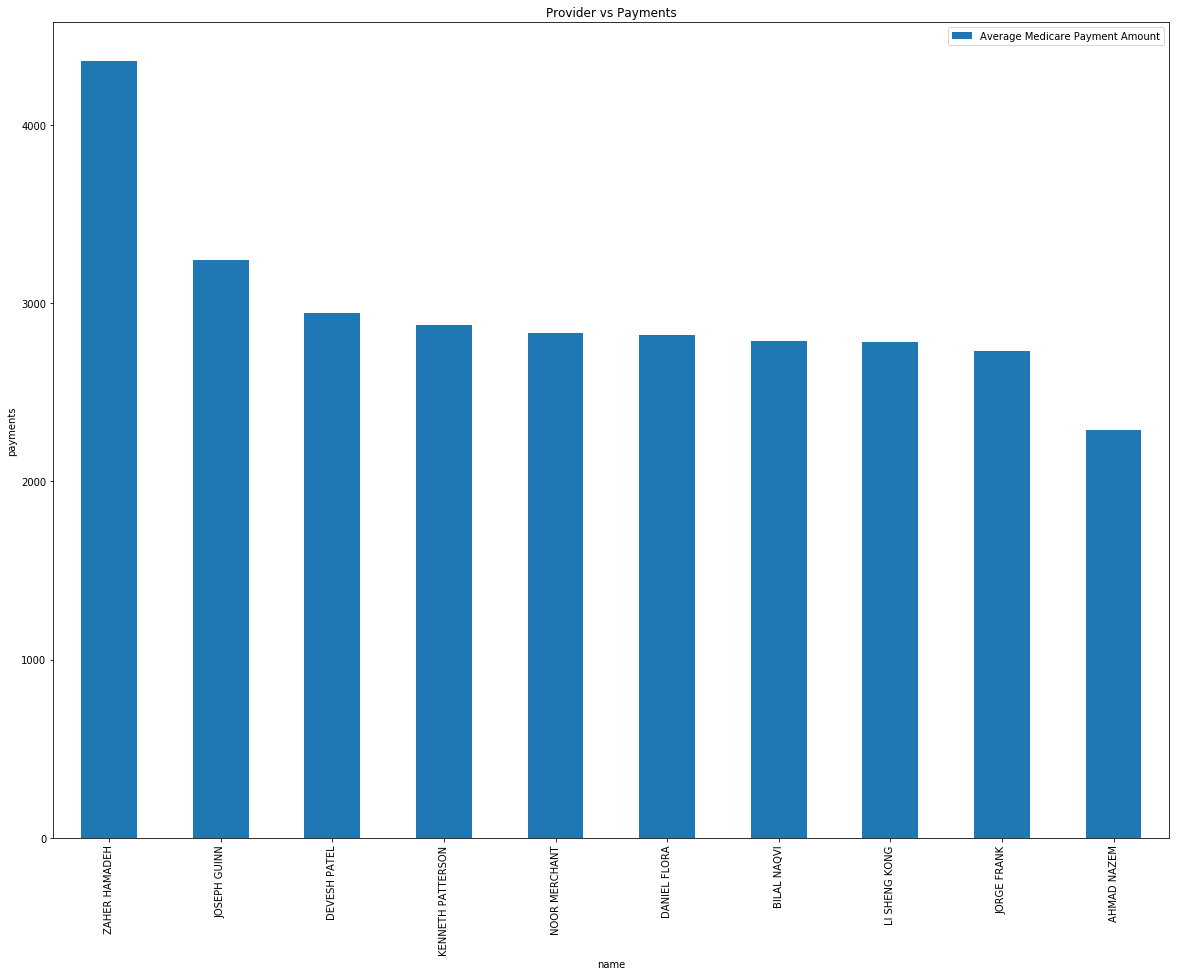 Provider vs Payments
Average Medicare Payment Amount
payments
4000
3000
2000
1000
0
ZAHER HAMADEH
JOSEPH GUINN
DEVESH PATEL
KENNETH PATTERSON
NOOR MERCHANT
DANIEL FLORA
BILAL NAQVI
LI SHENG KONG
JORGE FRANK
AHMAD NAZEM
name